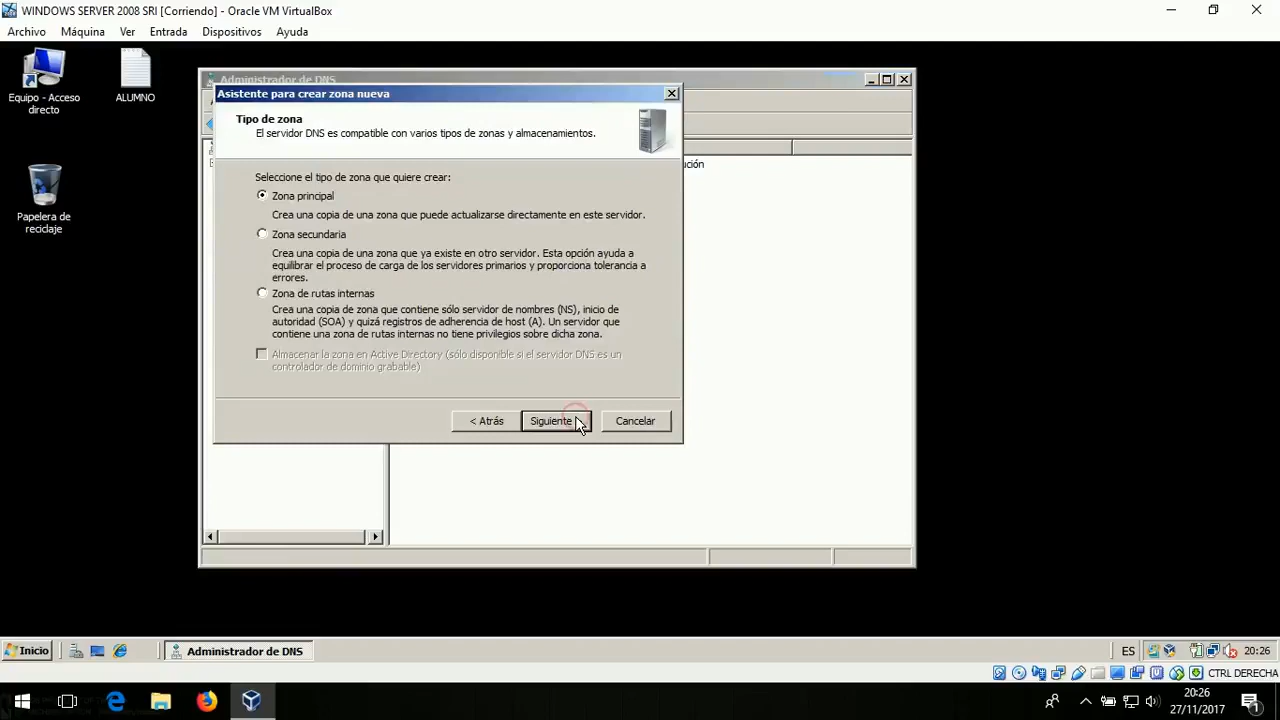 WINDOWS SERVER 2008 SRI [Corriendo] - Oracle VM VirtualBox
Archivo Máquina Ver Entrada Dispositivos Ayuda
Equipo - Acceso directo
ALUMNO
Papelera de reciclaje
Administrador de DNS
Asistente para crear zona nueva
Tipo de zona
El servidor DNS es compatible con varios tipos de zonas y almacenamientos.
ución
Seleccione el tipo de zona que quiere crear:
Zona principal
Crea una copia de una zona que puede actualizarse directamente en este servidor.
Zona secundaria
Crea una copia de una zona que ya existe en otro servidor. Esta opción ayuda a
equilibrar el proceso de carga de los servidores primarios y proporciona tolerancia a
errores.
Zona de rutas internas
Crea una copia de zona que contiene sólo servidor de nombres (NS), inicio de
autoridad (SOA) y quizá registros de adherencia de host (A). Un servidor que
contiene una zona de rutas internas no tiene privilegios sobre dicha zona.
Almacenar la zona en Active Directory (sólo disponible si el servidor DNS es un
controlador de dominio grabable)
< Atrás Siguiente Cancelar
Inicio Administrador de DNS ES 20:26
CTRL DERECHA
20:26
27/11/2017